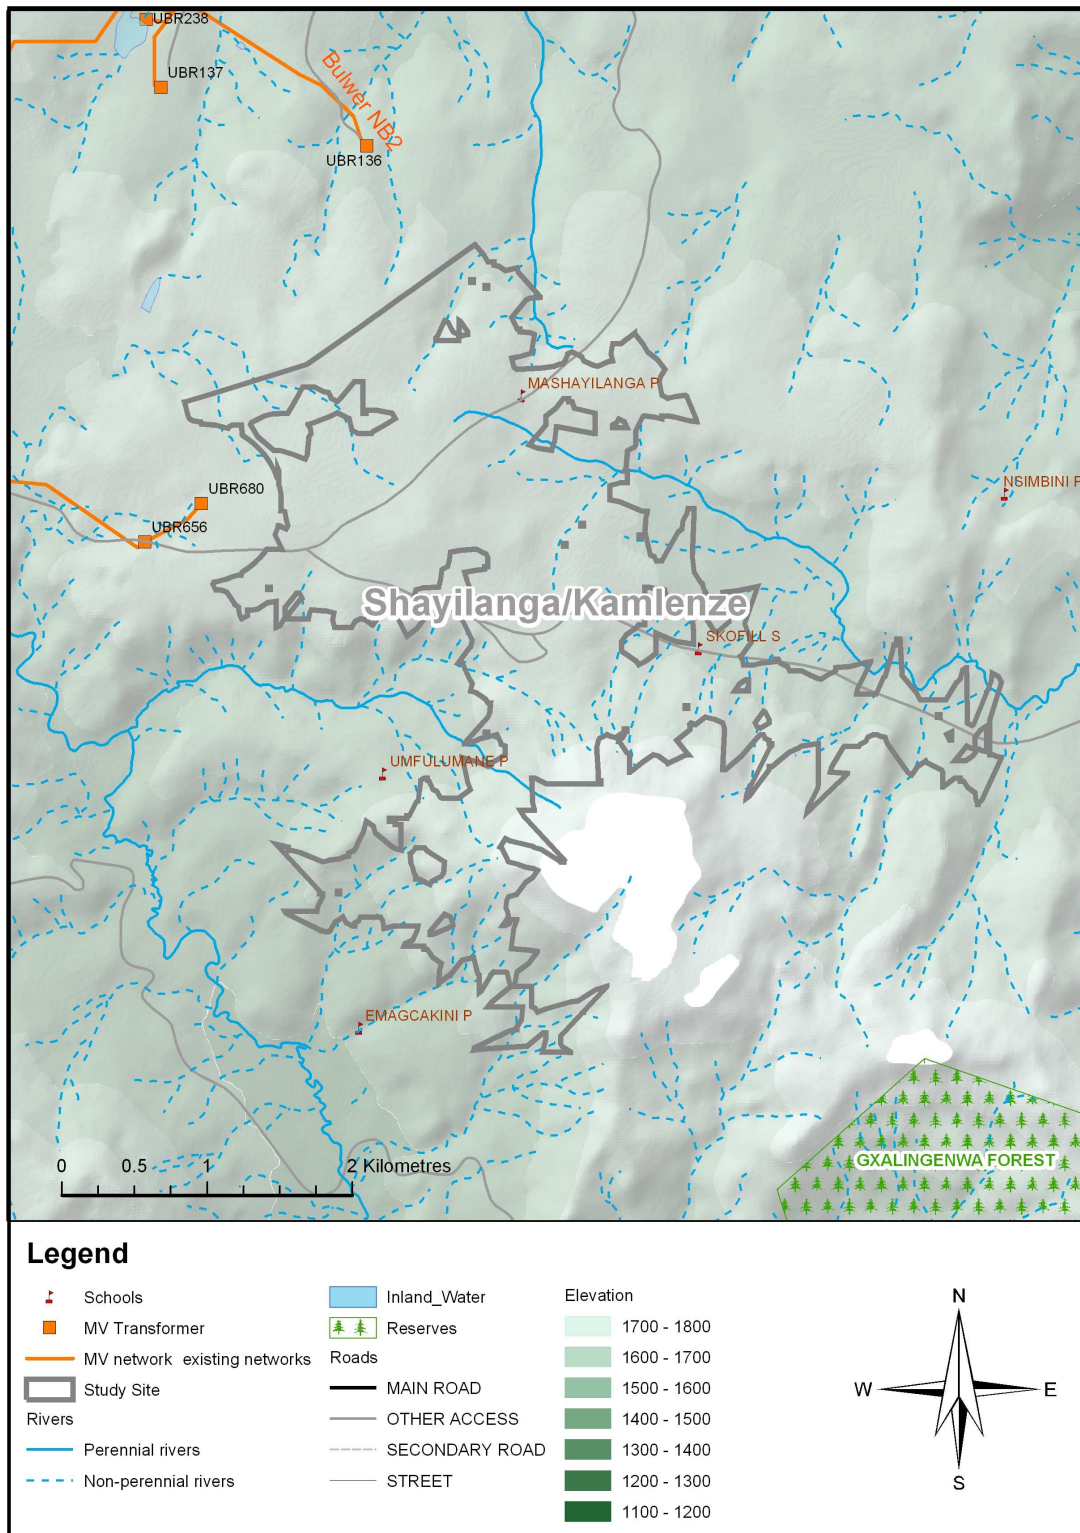 UBR238
UBR137
Bulwer NB2
UBR136
MASHAYILANGA P
UBR680
NSIMBINI P
UBR656
Shayilanga/Kamlenze
SKOFILL S
UMFULUMANE P
EMAGCAKINI P
GXALINGENWA FOREST
0 0.5 1 2 Kilometres
Legend
Schools
MV Transformer
MV network existing networks
Study Site
Rivers
Perennial rivers
Non-perennial rivers
Inland_Water
Reserves
Roads
MAIN ROAD
OTHER ACCESS
SECONDARY ROAD
STREET
Elevation
1700 - 1800
1600 - 1700
1500 - 1600
1400 - 1500
1300 - 1400
1200 - 1300
1100 - 1200
N
W E
S